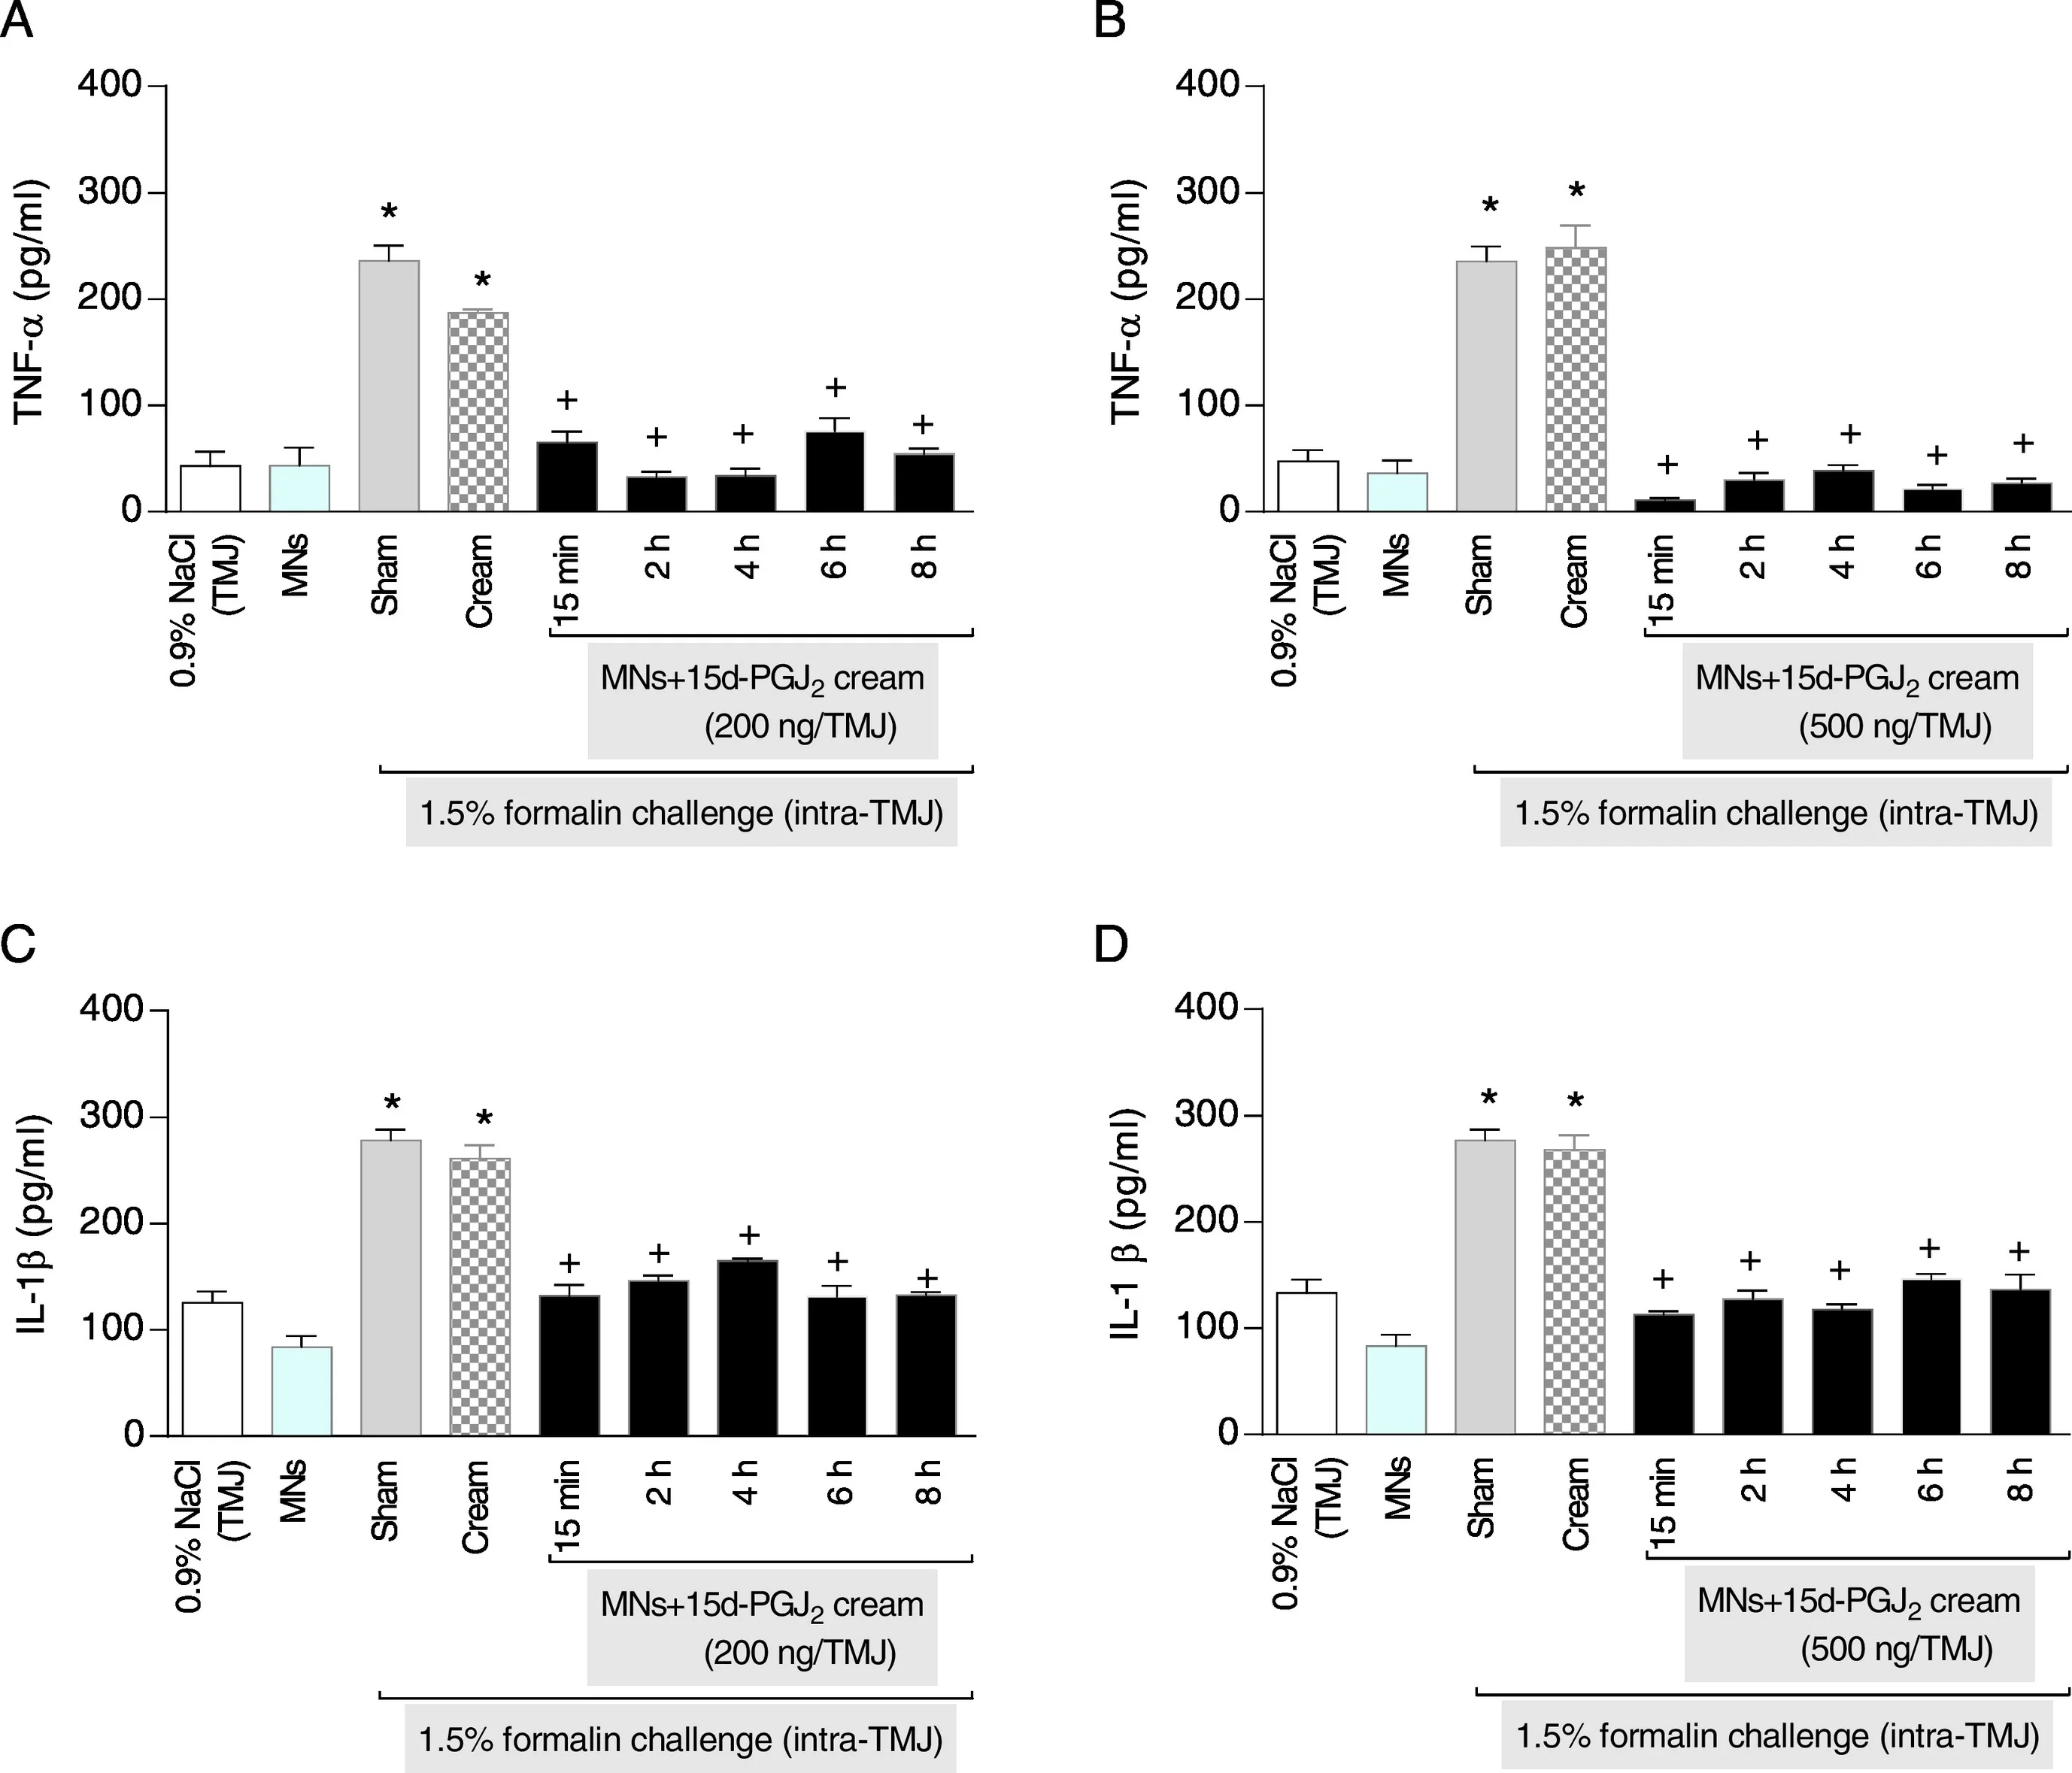 A
TNF-α (pg/ml)
400
300
200
100
0
*
*
+
+
+
+
+
0.9% NaCl
(TMJ)
MNs
Sham
Cream
15 min
2 h
4 h
6 h
8 h
MNs+15d-PGJ₂ cream
(200 ng/TMJ)
1.5% formalin challenge (intra-TMJ)
B
TNF-α (pg/ml)
400
300
200
100
0
*
*
+
+
+
+
+
0.9% NaCl
(TMJ)
MNs
Sham
Cream
15 min
2 h
4 h
6 h
8 h
MNs+15d-PGJ₂ cream
(500 ng/TMJ)
1.5% formalin challenge (intra-TMJ)
C
IL-1β (pg/ml)
400
300
200
100
0
*
*
+
+
+
+
+
0.9% NaCl
(TMJ)
MNs
Sham
Cream
15 min
2 h
4 h
6 h
8 h
MNs+15d-PGJ₂ cream
(200 ng/TMJ)
1.5% formalin challenge (intra-TMJ)
D
IL-1 β (pg/ml)
400
300
200
100
0
*
*
+
+
+
+
+
0.9% NaCl
(TMJ)
MNs
Sham
Cream
15 min
2 h
4 h
6 h
8 h
MNs+15d-PGJ₂ cream
(500 ng/TMJ)
1.5% formalin challenge (intra-TMJ)